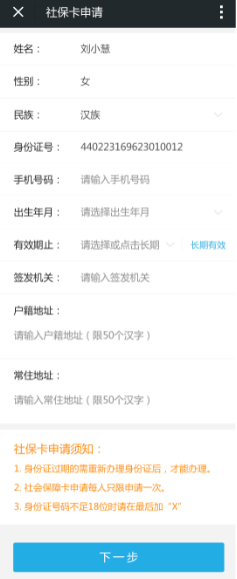 社保卡申请
姓名： 刘小慧
性别： 女
民族： 汉族
身份证号： 440223169623010012
手机号码： 请输入手机号码
出生年月： 请选择出生年月
有效期止： 请选择或点击长期 长期有效
签发机关： 请输入签发机关
户籍地址：
请输入户籍地址（限50个汉字）
常住地址：
请输入常住地址（限50个汉字）
社保卡申请须知：
1. 身份证过期的需重新办理身份证后，才能办理。
2. 社会保障卡申请每人只限申请一次。
3. 身份证号码不足18位时请在最后加“X”
下一步